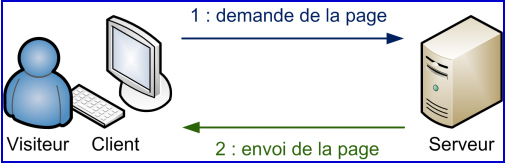 1 : demande de la page
2 : envoi de la page
Visiteur Client Serveur